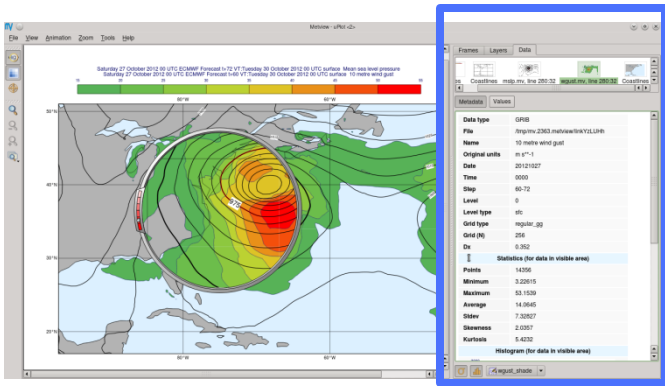 Metview - uPlot <2>
File View Animation Zoom Tools Help
Saturday 27 October 2012 00 UTC ECMWF Forecast t+72 VT:Tuesday 30 October 2012 00 UTC surface Mean sea level pressure
Saturday 27 October 2012 00 UTC ECMWF Forecast t+60 VT:Tuesday 30 October 2012 00 UTC surface 10 metre wind gust
80°W 60°W
50°N
40°N
30°N
20°N
975
80°W 60°W
Frames Layers Data
Coastlines mslp.mv, line 280:32 wgust.mv, line 280:32 Coastlines
Metadata Values
Data type GRIB
File
Name 10 metre wind gust
Original units m s**-1
Date 20121027
Time 0000
Step 60-72
Level 0
Level type sfc
Grid type regular_gg
Grid (N) 256
Dx 0.352
Statistics (for data in visible area)
Points 14356
Minimum 3.22615
Maximum 53.1539
Average 14.0645
Stdev 7.32827
Skewness 2.0357
Kurtosis 5.4232
Histogram (for data in visible area)
wgust_shade